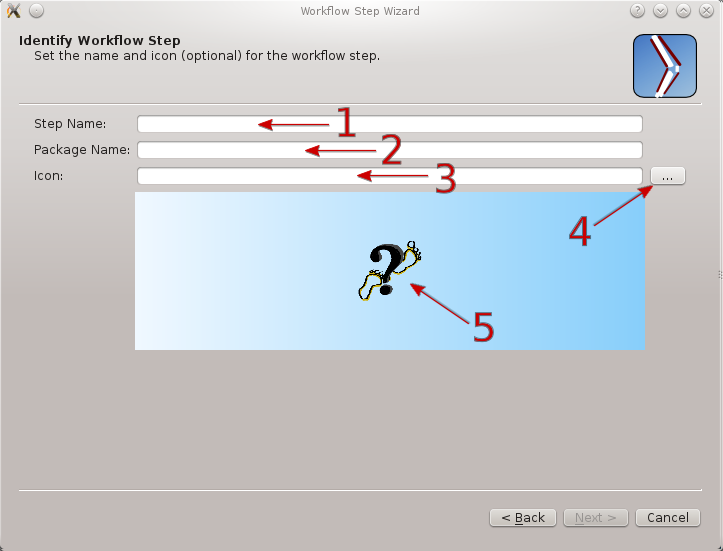 Workflow Step Wizard
Identify Workflow Step
Set the name and icon (optional) for the workflow step.
Step Name: 1
Package Name: 2
Icon: 3 ...
4
?
5
< Back Next > Cancel